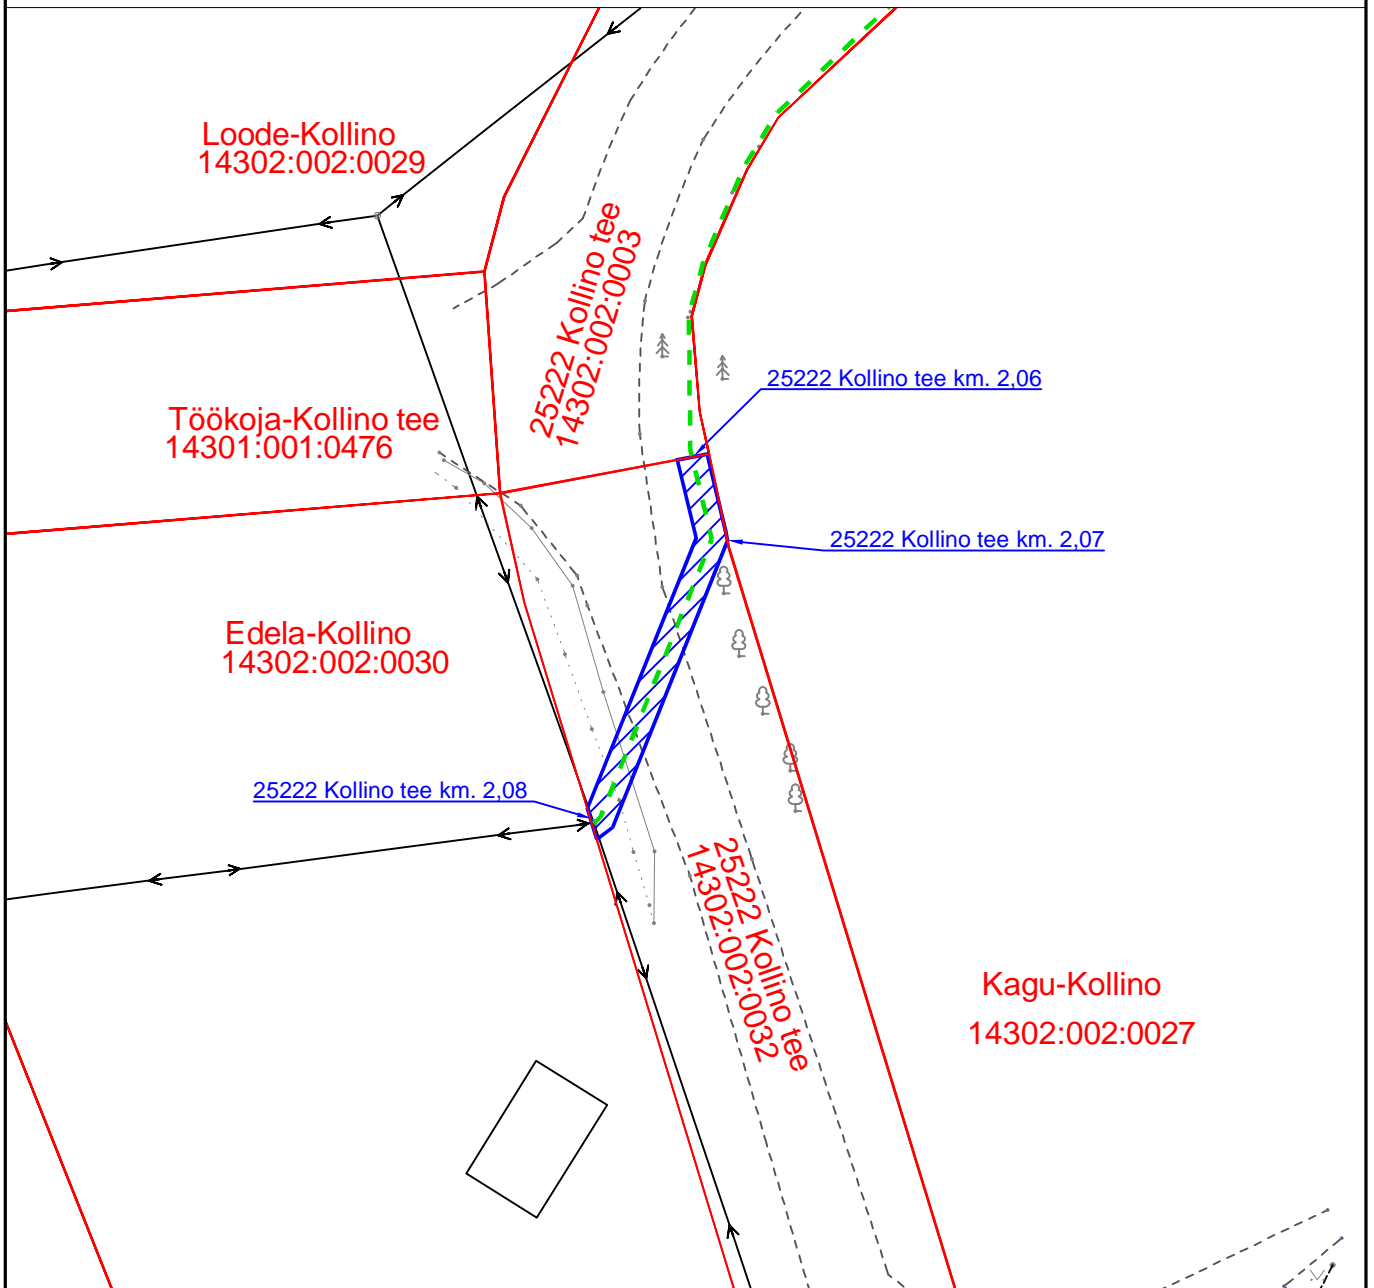 Loode-Kollino
14302:002:0029
25222 Kollino tee
14302:002:0003
25222 Kollino tee km. 2,06
Töökoja-Kollino tee
14301:001:0476
25222 Kollino tee km. 2,07
Edela-Kollino
14302:002:0030
25222 Kollino tee km. 2,08
25222 Kollino tee
14302:002:0032
Kagu-Kollino
14302:002:0027